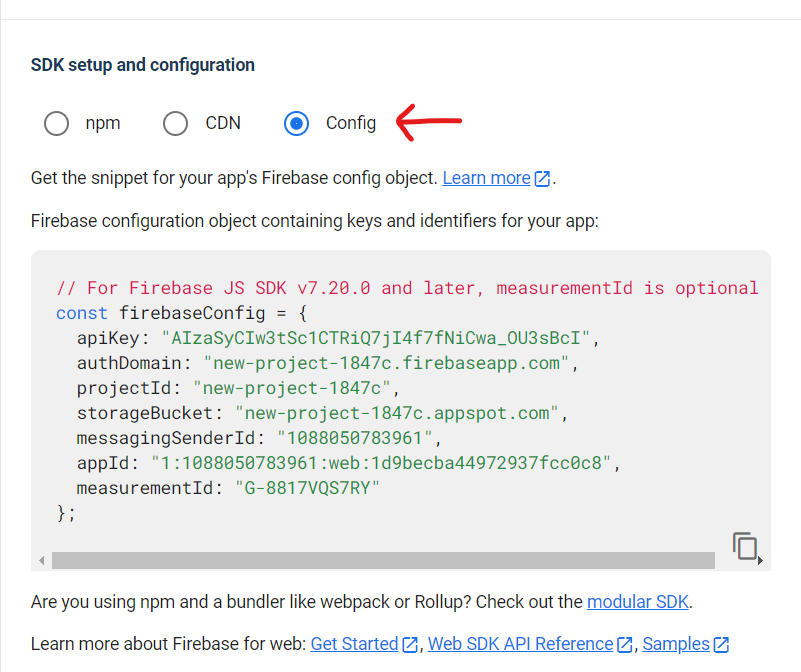 SDK setup and configuration
npm CDN Config
Get the snippet for your app's Firebase config object. Learn more.
Firebase configuration object containing keys and identifiers for your app:
// For Firebase JS SDK v7.20.0 and later, measurementId is optional
const firebaseConfig = {
  apiKey: "AIzaSyCIw3tSc1CTRiQ7jI4f7fNiCwa_OU3sBcI",
  authDomain: "new-project-1847c.firebaseapp.com",
  projectId: "new-project-1847c",
  storageBucket: "new-project-1847c.appspot.com",
  messagingSenderId: "1088050783961",
  appId: "1:1088050783961:web:1d9becba44972937fcc0c8",
  measurementId: "G-8817VQS7RY"
};
Are you using npm and a bundler like webpack or Rollup? Check out the modular SDK.
Learn more about Firebase for web: Get Started, Web SDK API Reference, Samples